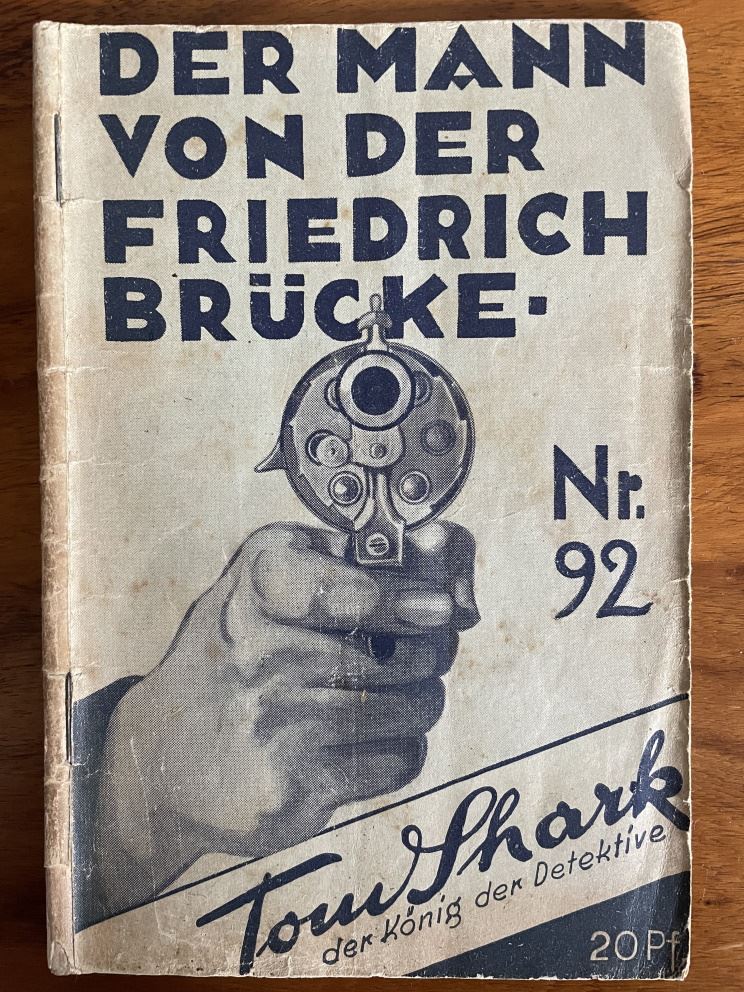 DER MANN
VON DER
FRIEDRICH
BRÜCKE.
Nr.
92
Tom Shark
der König der Detektive
20 Pf